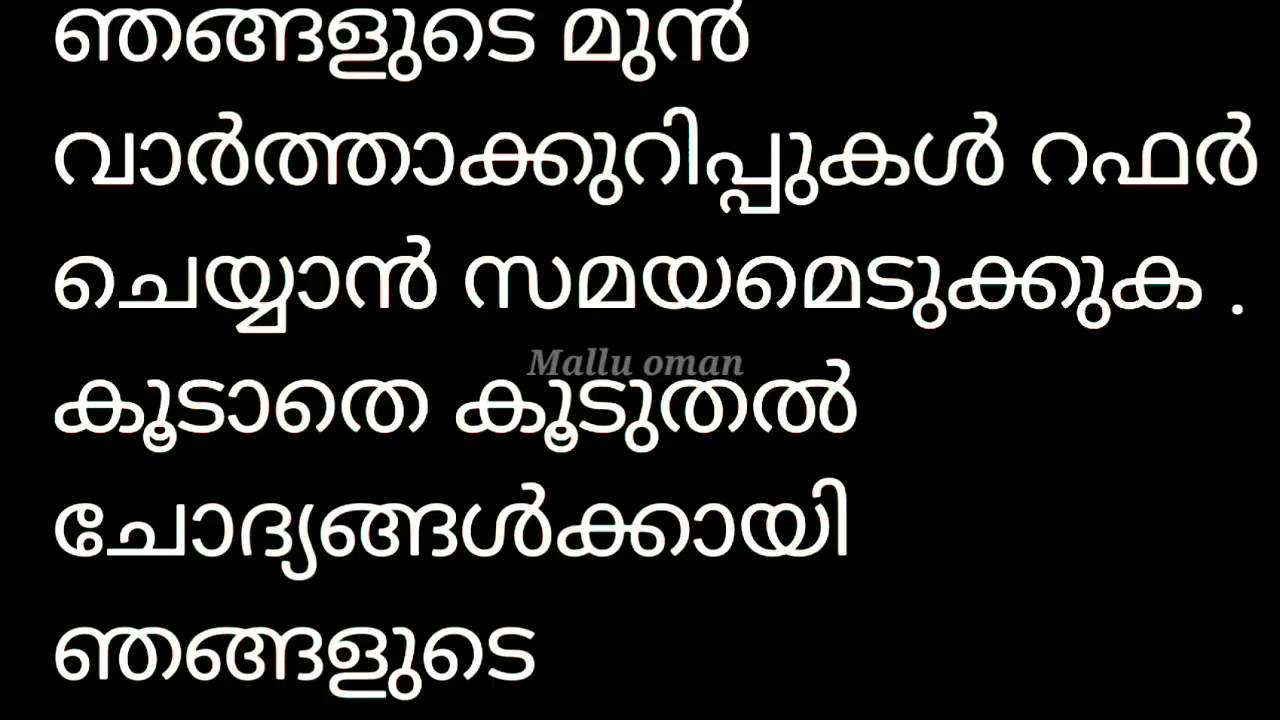 ഞങ്ങളുടെ മുൻ
വാർത്താക്കുറിപ്പുകൾ റഫർ
ചെയ്യാൻ സമയമെടുക്കുക .
Mallu oman
കൂടാതെ കൂടുതൽ
ചോദ്യങ്ങൾക്കായി
ഞങ്ങളുടെ